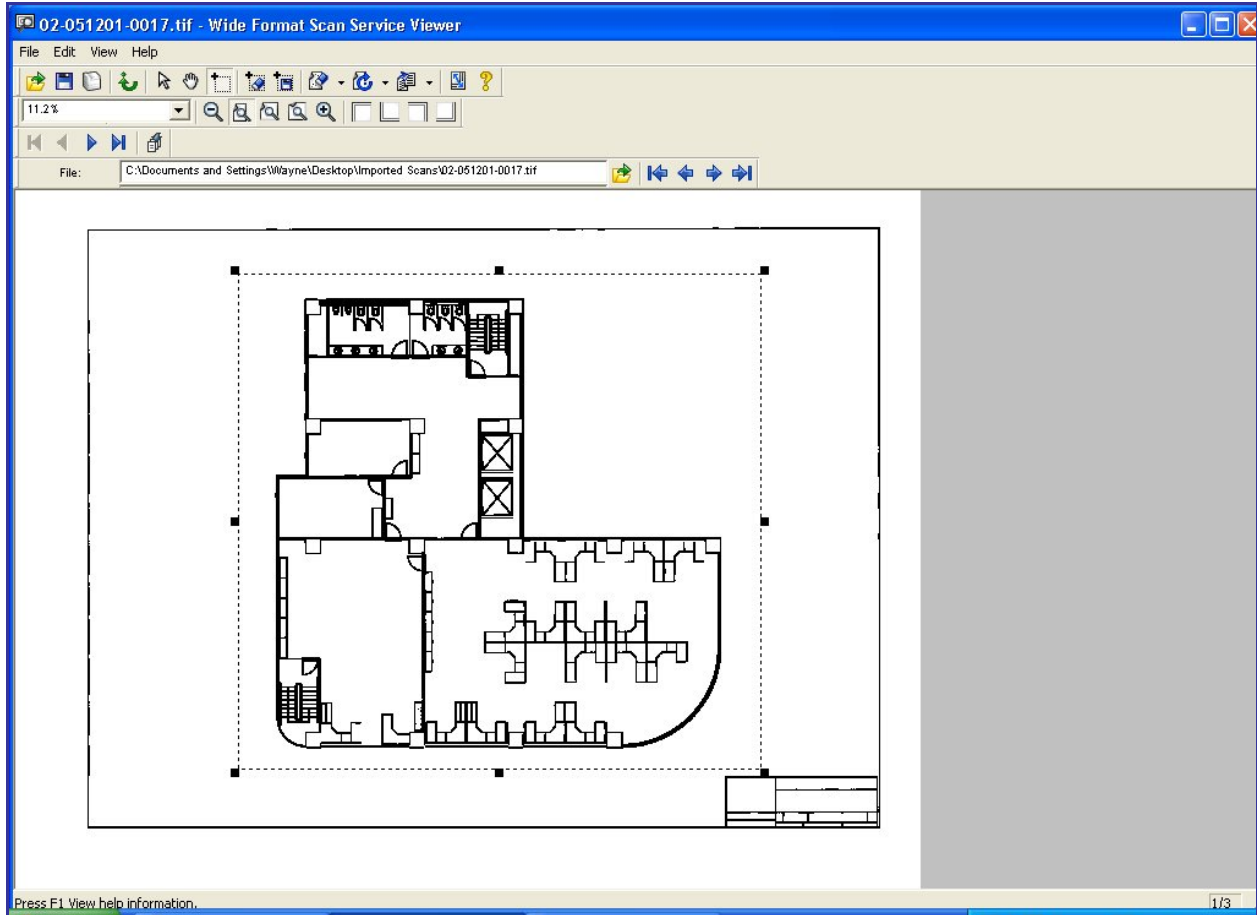 02-051201-0017.tif - Wide Format Scan Service Viewer
File Edit View Help
11.2%
File: C:\Documents and Settings\Wayne\Desktop\Imported Scans\02-051201-0017.tif
Press F1 View help information. 1/3